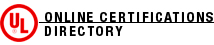 UL
ONLINE CERTIFICATIONS
DIRECTORY